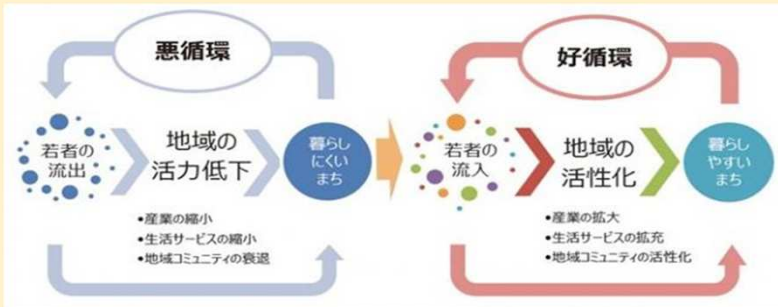 悪循環
若者の
流出
地域の
活力低下
暮らし
にくい
まち
•産業の縮小
•生活サービスの縮小
•地域コミュニティの衰退
好循環
若者の
流入
地域の
活性化
暮らし
やすい
まち
•産業の拡大
•生活サービスの拡充
•地域コミュニティの活性化